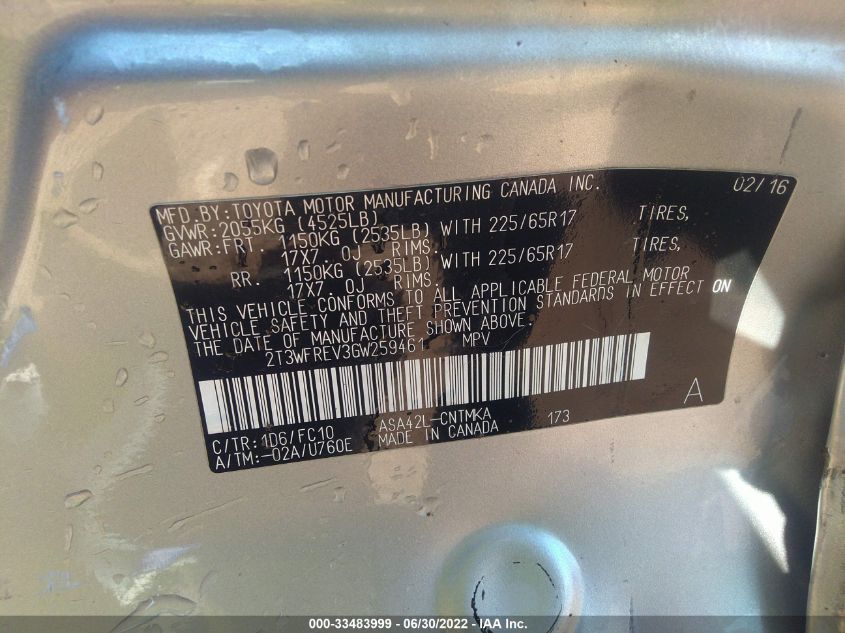 MFD. BY: TOYOTA MOTOR MANUFACTURING CANADA INC. 02/16
GVWR: 2055KG (4525LB)
GAWR: FRT. 1150KG (2535LB) WITH 225/65R17 TIRES,
17X7. OJ RIMS,
RR. 1150KG (2535LB) WITH 225/65R17 TIRES,
17X7. OJ RIMS,
THIS VEHICLE CONFORMS TO ALL APPLICABLE FEDERAL MOTOR
VEHICLE SAFETY AND THEFT PREVENTION STANDARDS IN EFFECT ON
THE DATE OF MANUFACTURE SHOWN ABOVE.
2T3WFREV3GW259461 MPV
A
C/TR: 1D6/FC10 ASA42L-CNTMKA 173
A/TM:-02A/U760E MADE IN CANADA
000-33483999 - 06/30/2022 - IAA Inc.